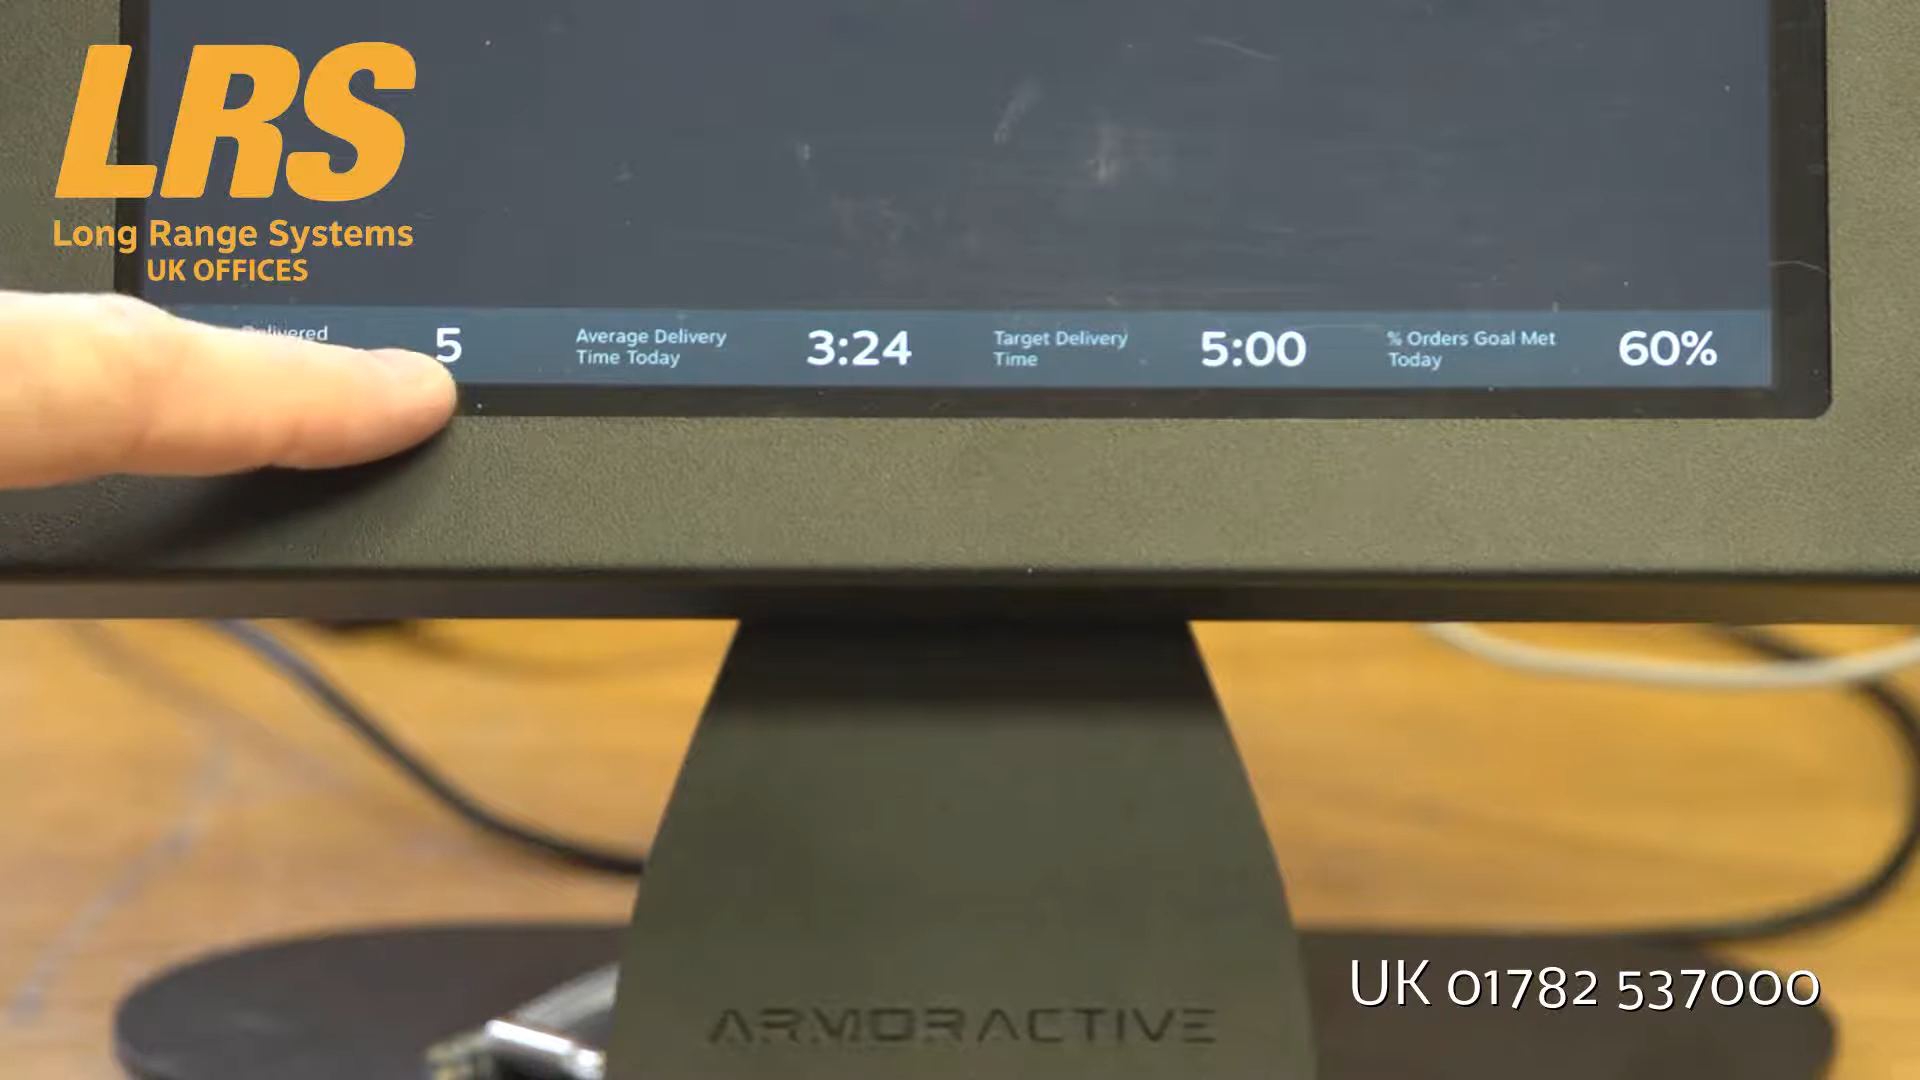 LRS
Long Range Systems
UK OFFICES
Delivered
5
Average Delivery
Time Today
3:24
Target Delivery
Time
5:00
% Orders Goal Met
Today
60%
UK 01782 537000
ARMORACTIVE